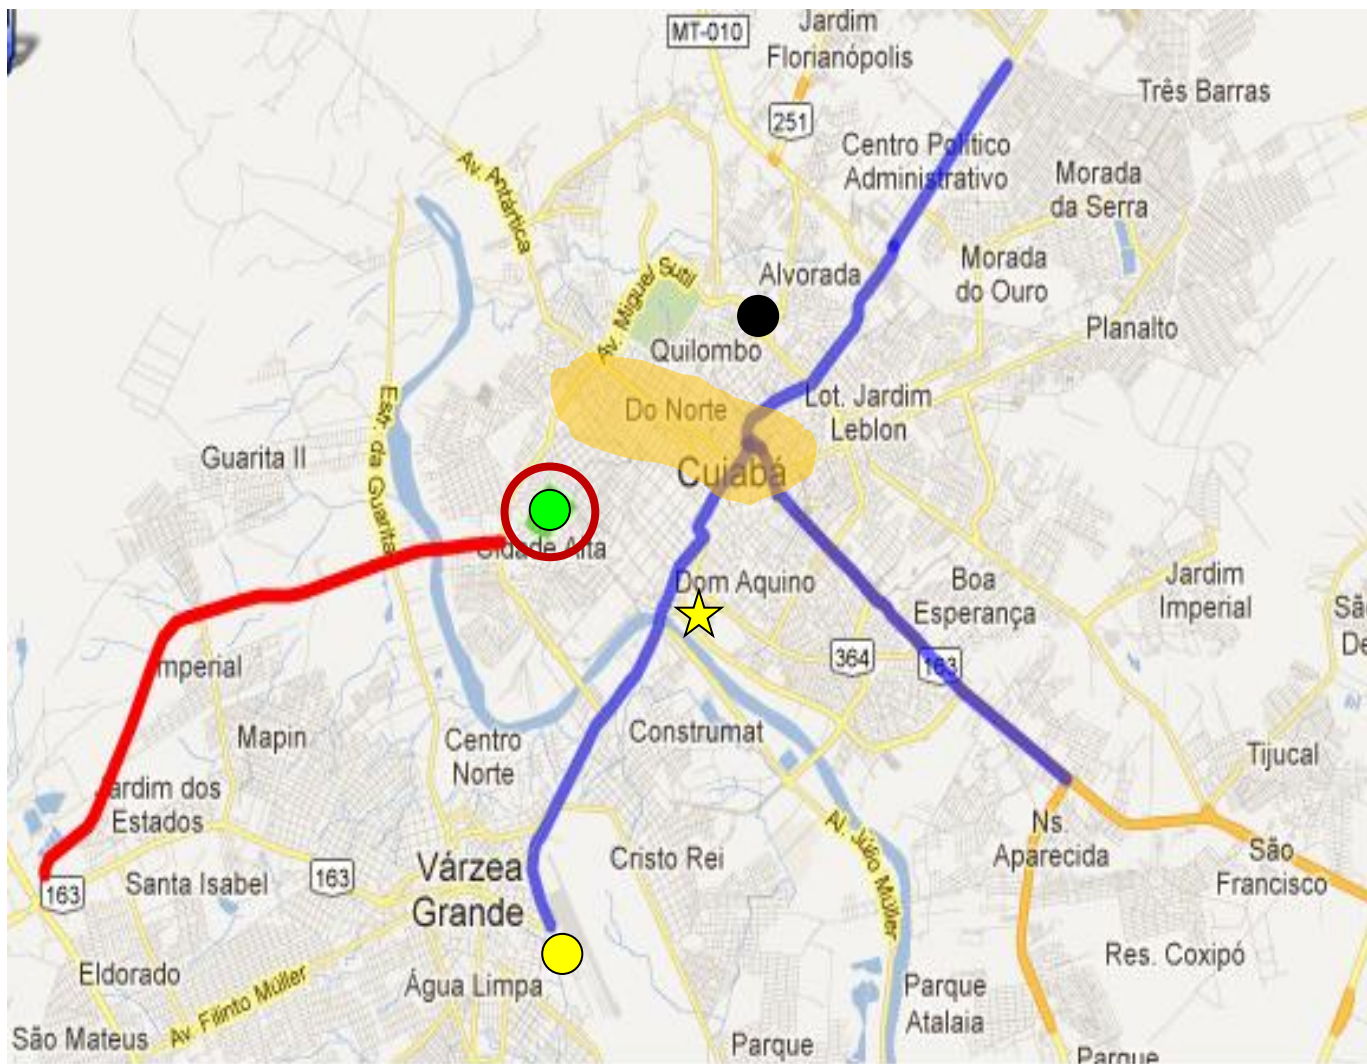 MT-010
Jardim
Florianópolis
Três Barras
251
Centro Político
Administrativo
Av. Antártica
Morada
da Serra
Av. Miguel Sutil
Alvorada
Morada
do Ouro
Planalto
Quilombo
Estr. da Guarita
Do Norte
Lot. Jardim
Leblon
Guarita II
Cuiabá
Cidade Alta
Dom Aquino
Boa
Esperança
Jardim
Imperial
Sã
De
364
163
Imperial
Mapin
Centro
Norte
Construmat
Tijucal
Jardim dos
Estados
Al. Júlio Müller
Ns.
Aparecida
Cristo Rei
São
Francisco
Várzea
Grande
163
163
Santa Isabel
Eldorado
Água Limpa
Res. Coxipó
Av Filinto Müller
Parque
Atalaia
São Mateus
Parque
Parque